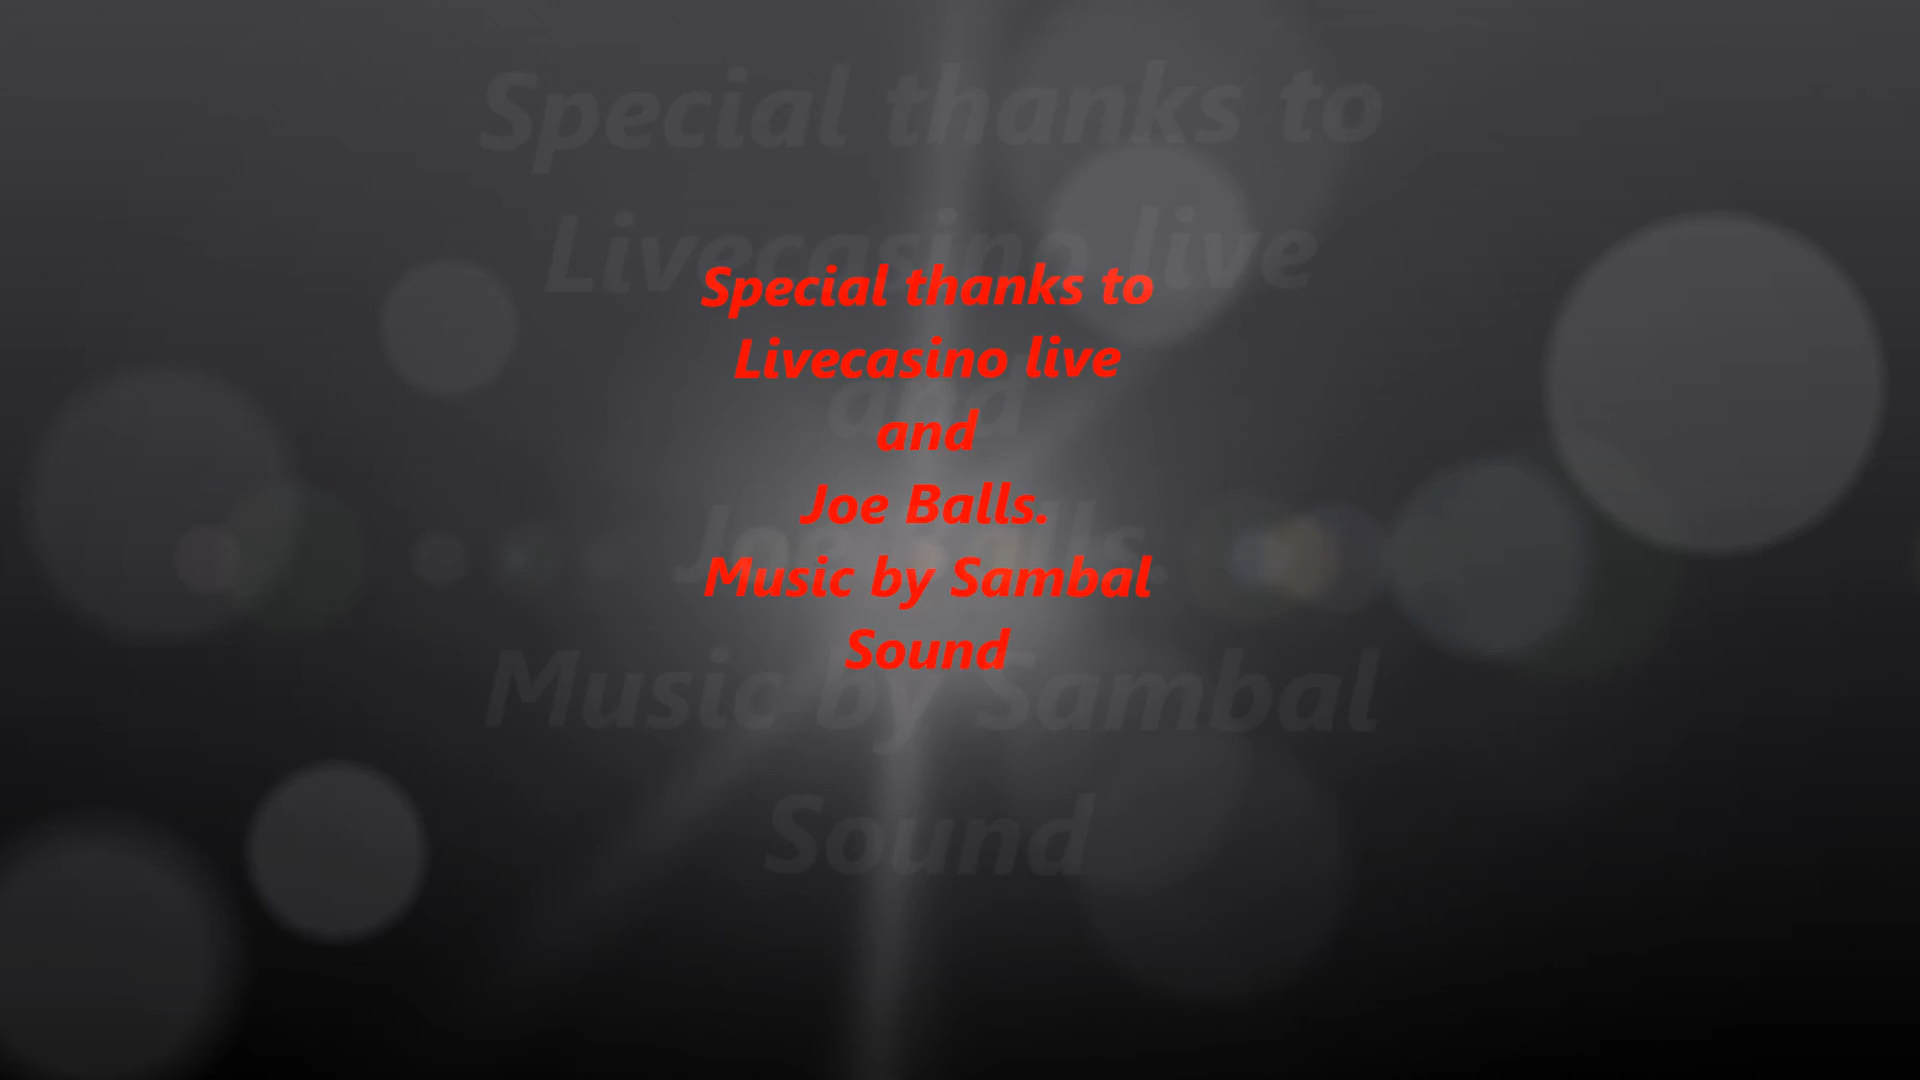 Special thanks to
Livecasino live
and
Joe Balls.
Music by Sambal
Sound